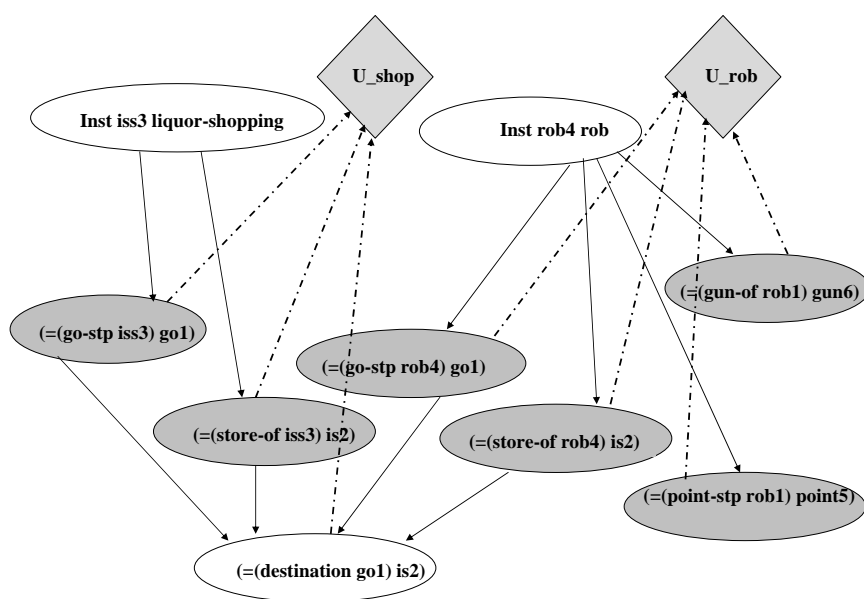 U_shop
U_rob
Inst iss3 liquor-shopping
Inst rob4 rob
(=(gun-of rob1) gun6)
(=(go-stp iss3) go1)
(=(go-stp rob4) go1)
(=(store-of iss3) is2)
(=(store-of rob4) is2)
(=(point-stp rob1) point5)
(=(destination go1) is2)